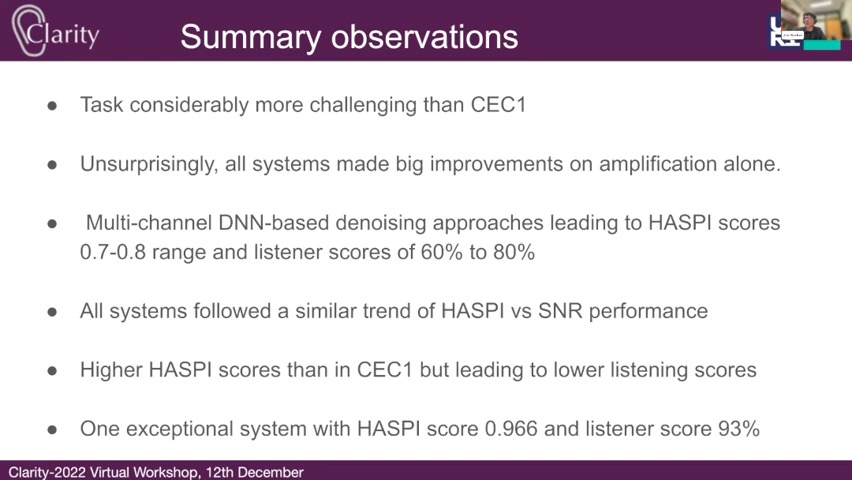 Clarity
Summary observations
● Task considerably more challenging than CEC1
● Unsurprisingly, all systems made big improvements on amplification alone.
● Multi-channel DNN-based denoising approaches leading to HASPI scores
0.7-0.8 range and listener scores of 60% to 80%
● All systems followed a similar trend of HASPI vs SNR performance
● Higher HASPI scores than in CEC1 but leading to lower listening scores
● One exceptional system with HASPI score 0.966 and listener score 93%
Clarity-2022 Virtual Workshop, 12th December